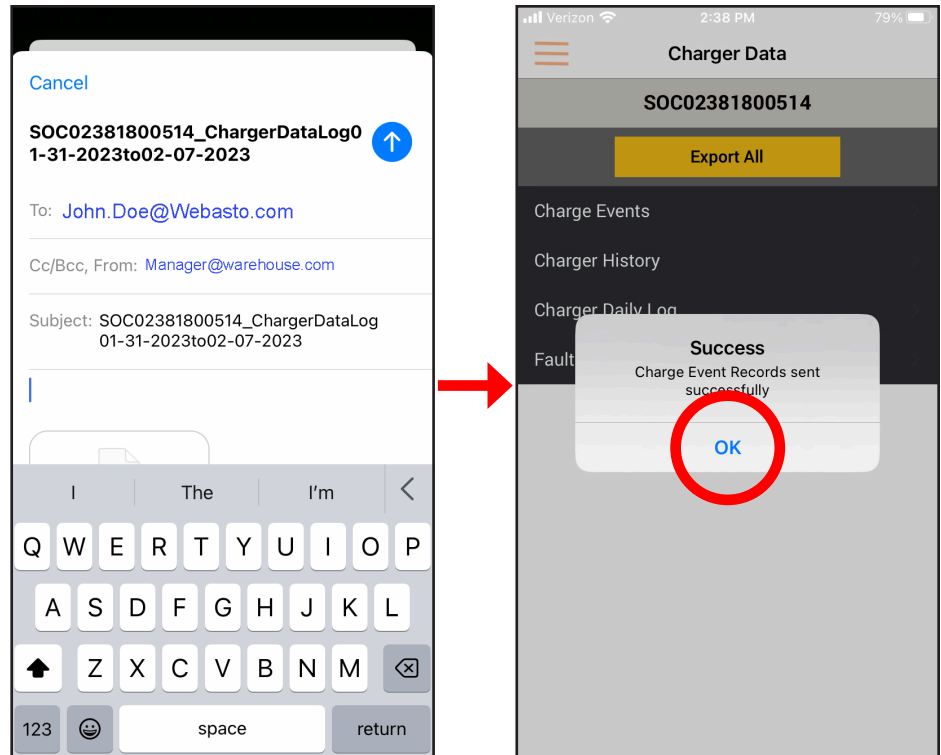 Cancel
SOC02381800514_ChargerDataLog0
1-31-2023to02-07-2023
To: John.Doe@Webasto.com
Cc/Bcc, From: Manager@warehouse.com
Subject: SOC02381800514_ChargerDataLog
01-31-2023to02-07-2023
I The I'm
Q W E R T Y U I O P
A S D F G H J K L
Z X C V B N M
123 space return
Verizon 2:38 PM 79%
Charger Data
SOC02381800514
Export All
Charge Events
Charger History
Charger Daily Log
Fault
Success
Charge Event Records sent
successfully
OK